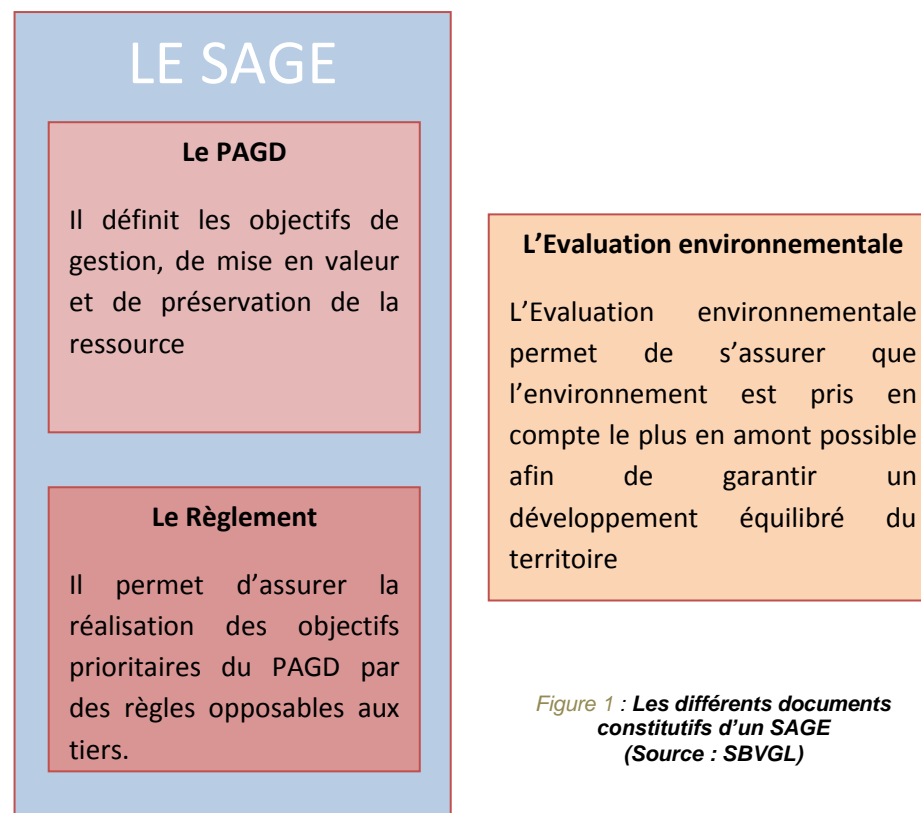 LE SAGE
Le PAGD
Il définit les objectifs de
gestion, de mise en valeur
et de préservation de la
ressource
Le Règlement
Il permet d'assurer la
réalisation des objectifs
prioritaires du PAGD par
des règles opposables aux
tiers.
L'Evaluation environnementale
L'Evaluation environnementale
permet de s'assurer que
l'environnement est pris en
compte le plus en amont possible
afin de garantir un
développement équilibré du
territoire
Figure 1 : Les différents documents
constitutifs d'un SAGE
(Source : SBVGL)